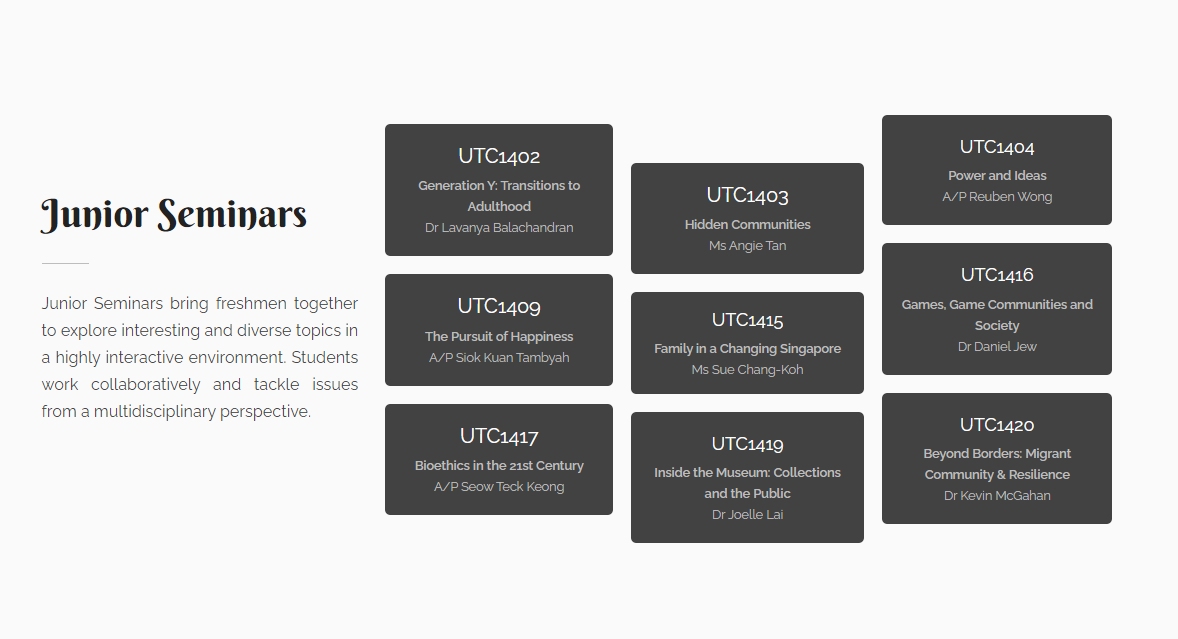 Junior Seminars
Junior Seminars bring freshmen together
to explore interesting and diverse topics in
a highly interactive environment. Students
work collaboratively and tackle issues
from a multidisciplinary perspective.
UTC1402
Generation Y: Transitions to
Adulthood
Dr Lavanya Balachandran
UTC1409
The Pursuit of Happiness
A/P Siok Kuan Tambyah
UTC1417
Bioethics in the 21st Century
A/P Seow Teck Keong
UTC1403
Hidden Communities
Ms Angie Tan
UTC1415
Family in a Changing Singapore
Ms Sue Chang-Koh
UTC1419
Inside the Museum: Collections
and the Public
Dr Joelle Lai
UTC1404
Power and Ideas
A/P Reuben Wong
UTC1416
Games, Game Communities and
Society
Dr Daniel Jew
UTC1420
Beyond Borders: Migrant
Community & Resilience
Dr Kevin McGahan